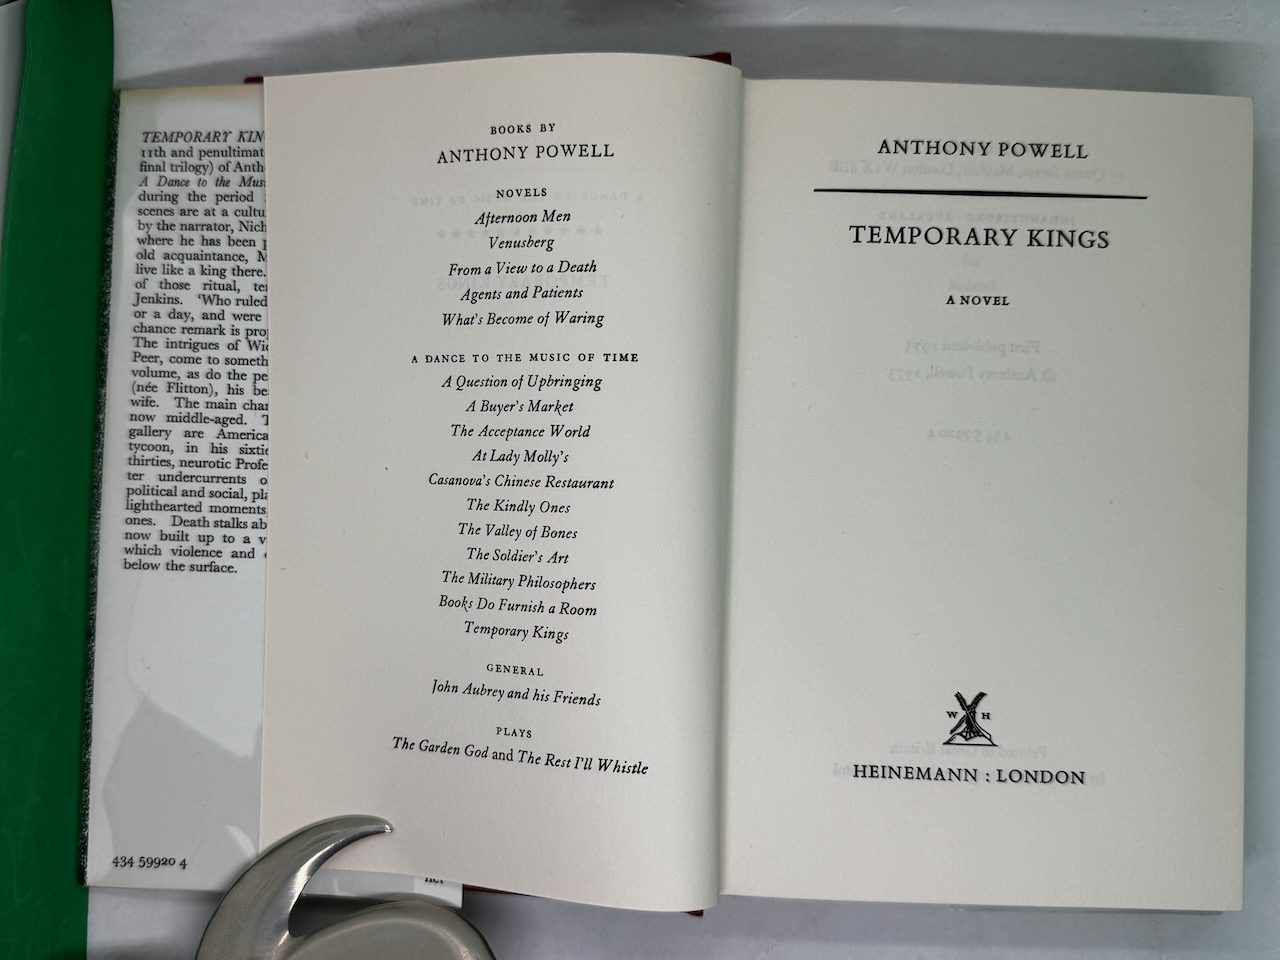 TEMPORARY KIN
11th and penultimat
final trilogy) of Anth
A Dance to the Mus
during the period
scenes are at a cultu
by the narrator, Nich
where he has been
old acquaintance, M
live like a king there.
of those ritual, te
Jenkins. ‘Who ruled
or a day, and were
chance remark is pro
The intrigues of Wi
Peer, come to someth
volume, as do the pe
(née Flitton), his be
wife. The main char
now middle-aged. T
gallery are America
tycoon, in his sixtie
thirties, neurotic Profe
ter undercurrents o
political and social, pla
lighthearted moments
ones. Death stalks ab
now built up to a v
which violence and
below the surface.
434 59920 4
net
BOOKS BY
ANTHONY POWELL
NOVELS
Afternoon Men
Venusberg
From a View to a Death
Agents and Patients
What's Become of Waring
A DANCE TO THE MUSIC OF TIME
A Question of Upbringing
A Buyer's Market
The Acceptance World
At Lady Molly's
Casanova's Chinese Restaurant
The Kindly Ones
The Valley of Bones
The Soldier's Art
The Military Philosophers
Books Do Furnish a Room
Temporary Kings
GENERAL
John Aubrey and his Friends
PLAYS
The Garden God and The Rest I'll Whistle
ANTHONY POWELL
TEMPORARY KINGS
A NOVEL
W H
HEINEMANN : LONDON